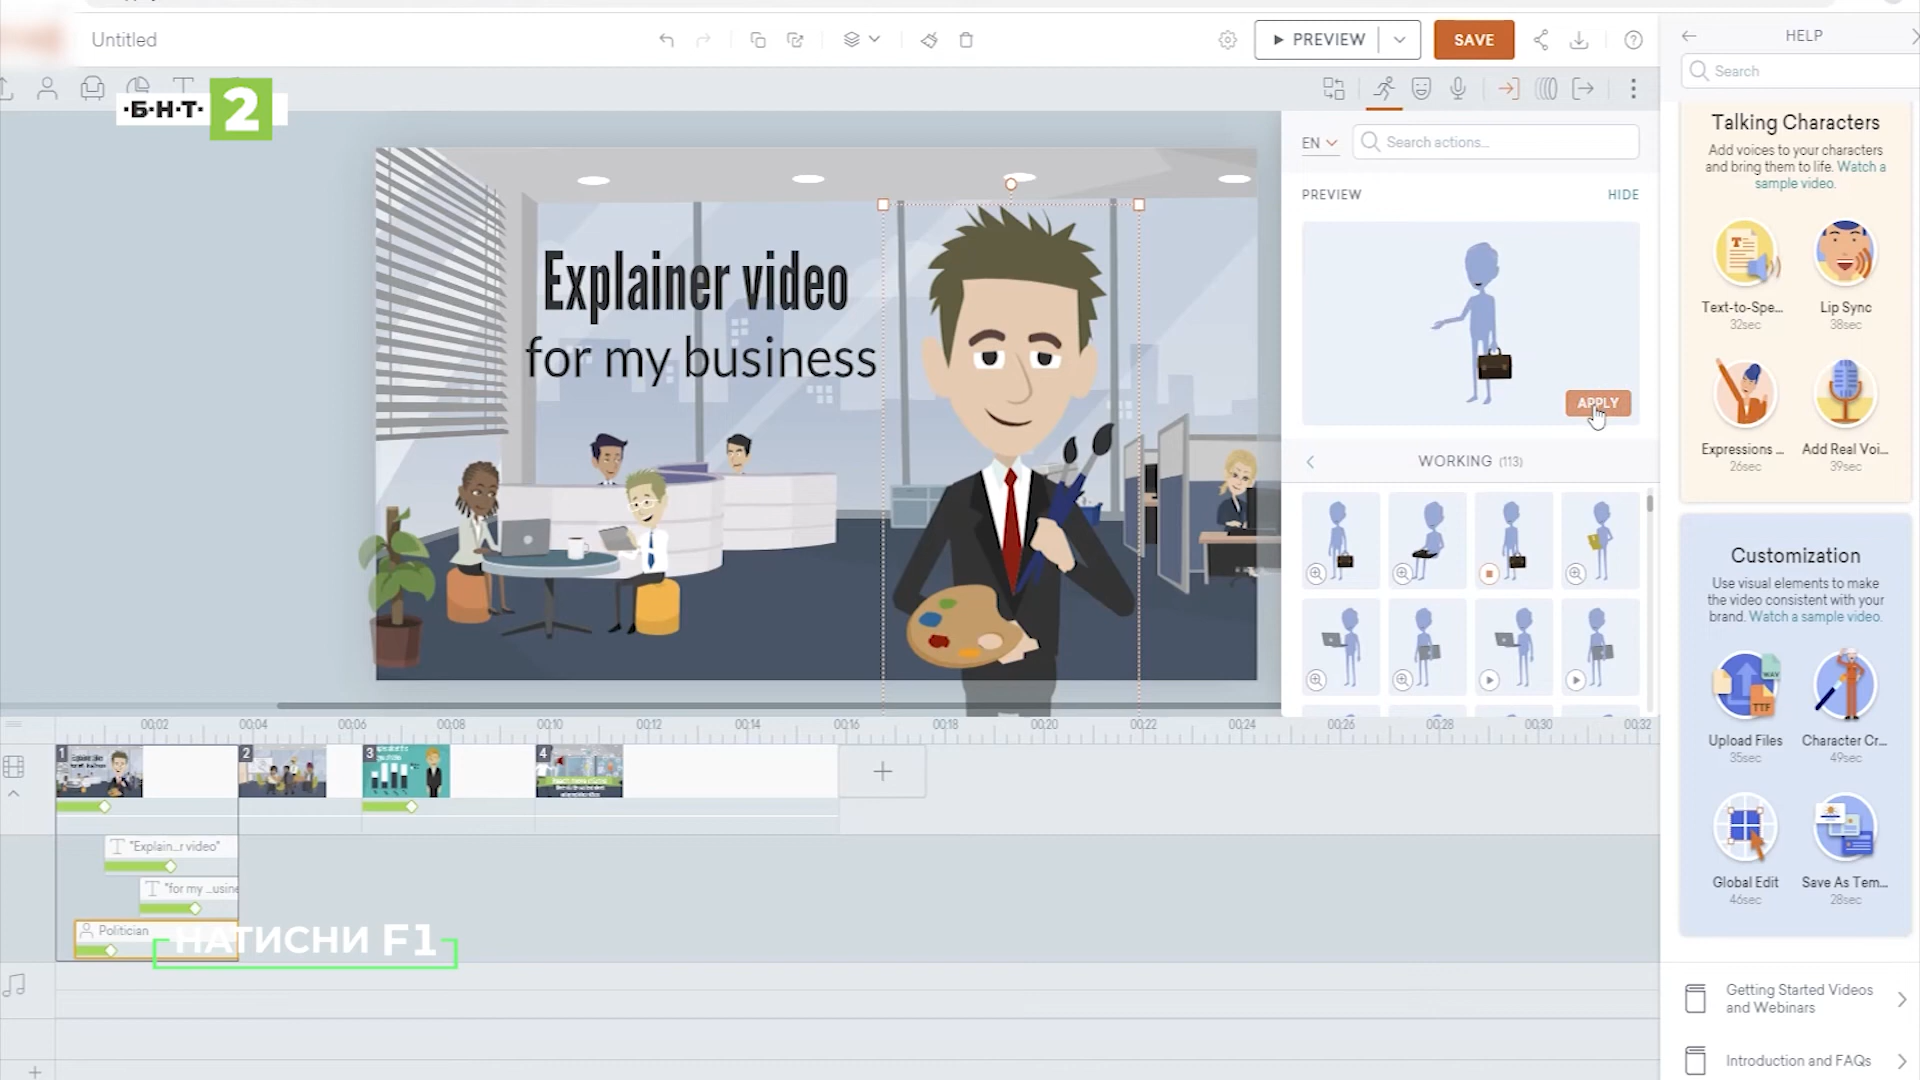 Untitled
PREVIEW
SAVE
HELP
Search
·Б·Н·Т· 2
EN
Search actions...
PREVIEW
HIDE
APPLY
WORKING (113)
Explainer video
for my business
Talking Characters
Add voices to your characters
and bring them to life. Watch a
sample video.
Text-to-Spe...
32sec
Lip Sync
38sec
Expressions ...
26sec
Add Real Voi...
39sec
Customization
Use visual elements to make
the video consistent with your
brand. Watch a sample video.
WAV
TTF
Upload Files
35sec
Character Cr...
49sec
Global Edit
46sec
Save As Tem...
28sec
Getting Started Videos
and Webinars
Introduction and FAQs
00:02 00:04 00:06 00:08 00:10 00:12 00:14 00:16 00:18 00:20 00:22 00:24 00:26 00:28 00:30 00:32
1 2 3 4
"Explain...r video"
"for my ...usine
Politician
НАТИСНИ F1